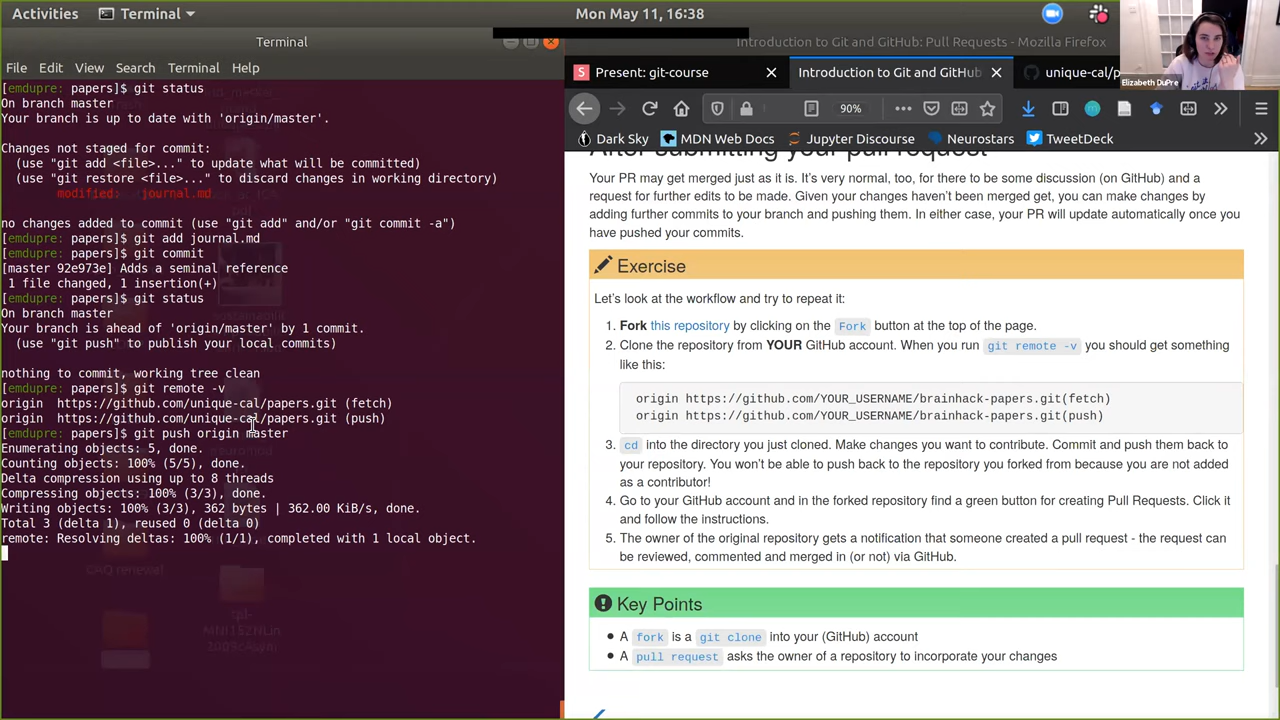 Activities
Terminal
Mon May 11, 16:38
Terminal
Introduction to Git and GitHub: Pull Requests - Mozilla Firefox
File Edit View Search Terminal Help
[emdupre: papers]$ git status
On branch master
Your branch is up to date with 'origin/master'.
Changes not staged for commit:
(use "git add <file>..." to update what will be committed)
(use "git restore <file>..." to discard changes in working directory)
modified: journal.md
no changes added to commit (use "git add" and/or "git commit -a")
[emdupre: papers]$ git add journal.md
[emdupre: papers]$ git commit
[master 92e973e] Adds a seminal reference
1 file changed, 1 insertion(+)
[emdupre: papers]$ git status
On branch master
Your branch is ahead of 'origin/master' by 1 commit.
(use "git push" to publish your local commits)
nothing to commit, working tree clean
[emdupre: papers]$ git remote -v
origin https://github.com/unique-cal/papers.git (fetch)
origin https://github.com/unique-cal/papers.git (push)
[emdupre: papers]$ git push origin master
Enumerating objects: 5, done.
Counting objects: 100% (5/5), done.
Delta compression using up to 8 threads
Compressing objects: 100% (3/3), done.
Writing objects: 100% (3/3), 362 bytes | 362.00 KiB/s, done.
Total 3 (delta 1), reused 0 (delta 0)
remote: Resolving deltas: 100% (1/1), completed with 1 local object.
CAQ renewal
Present: git-course
Introduction to Git and GitHub
unique-cal/p
Elizabeth DuPre
90%
Dark Sky
MDN Web Docs
Jupyter Discourse
Neurostars
TweetDeck
After submitting your pull request
Your PR may get merged just as it is. It's very normal, too, for there to be some discussion (on GitHub) and a
request for further edits to be made. Given your changes haven't been merged get, you can make changes by
adding further commits to your branch and pushing them. In either case, your PR will update automatically once you
have pushed your commits.
Exercise
Let's look at the workflow and try to repeat it:
1. Fork this repository by clicking on the Fork button at the top of the page.
2. Clone the repository from YOUR GitHub account. When you run git remote -v you should get something
like this:
origin https://github.com/YOUR_USERNAME/brainhack-papers.git(fetch)
origin https://github.com/YOUR_USERNAME/brainhack-papers.git(push)
3. cd into the directory you just cloned. Make changes you want to contribute. Commit and push them back to
your repository. You won't be able to push back to the repository you forked from because you are not added
as a contributor!
4. Go to your GitHub account and in the forked repository find a green button for creating Pull Requests. Click it
and follow the instructions.
5. The owner of the original repository gets a notification that someone created a pull request - the request can
be reviewed, commented and merged in (or not) via GitHub.
Key Points
A fork is a git clone into your (GitHub) account
A pull request asks the owner of a repository to incorporate your changes